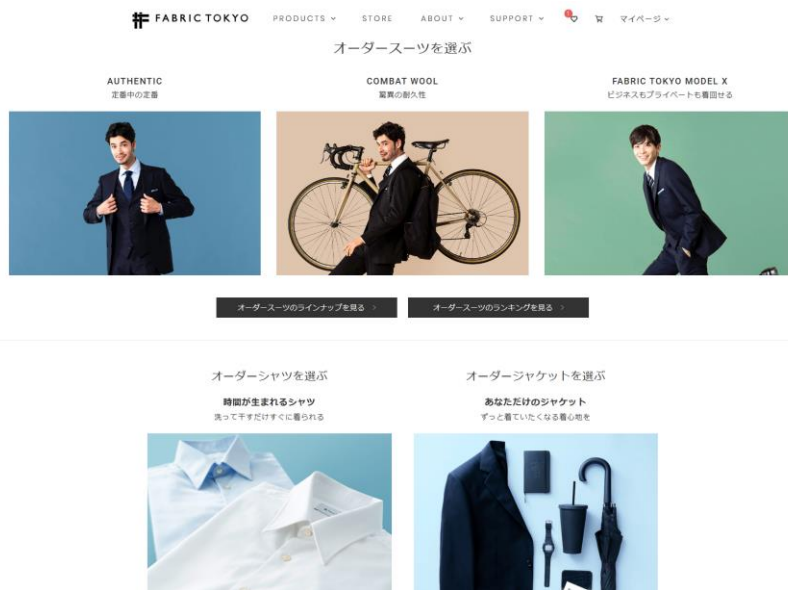 FABRIC TOKYO
PRODUCTS
STORE
ABOUT
SUPPORT
1
マイページ
オーダースーツを選ぶ
AUTHENTIC
定番中の定番
COMBAT WOOL
驚異の耐久性
FABRIC TOKYO MODEL X
ビジネスもプライベートも着回せる
オーダースーツのラインナップを見る >
オーダースーツのランキングを見る >
オーダーシャツを選ぶ
時間が生まれるシャツ
洗って干すだけすぐに着られる
オーダージャケットを選ぶ
あなただけのジャケット
ずっと着ていたくなる着心地を